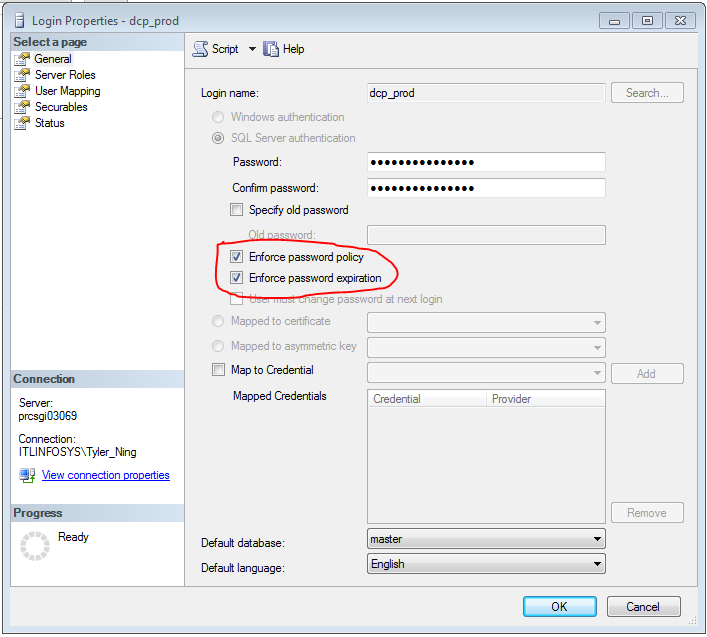 Login Properties - dcp_prod
Select a page
General
Server Roles
User Mapping
Securables
Status
Script
Help
Login name:
dcp_prod
Search...
Windows authentication
SQL Server authentication
Password:
●●●●●●●●●●●●●●●
Confirm password:
●●●●●●●●●●●●●●●
Specify old password
Old password:
Enforce password policy
Enforce password expiration
User must change password at next login
Mapped to certificate
Mapped to asymmetric key
Map to Credential
Add
Mapped Credentials
Credential Provider
Remove
Default database:
master
Default language:
English
Connection
Server:
prcsgi03069
Connection:
ITLINFOSYS\Tyler_Ning
View connection properties
Progress
Ready
OK
Cancel